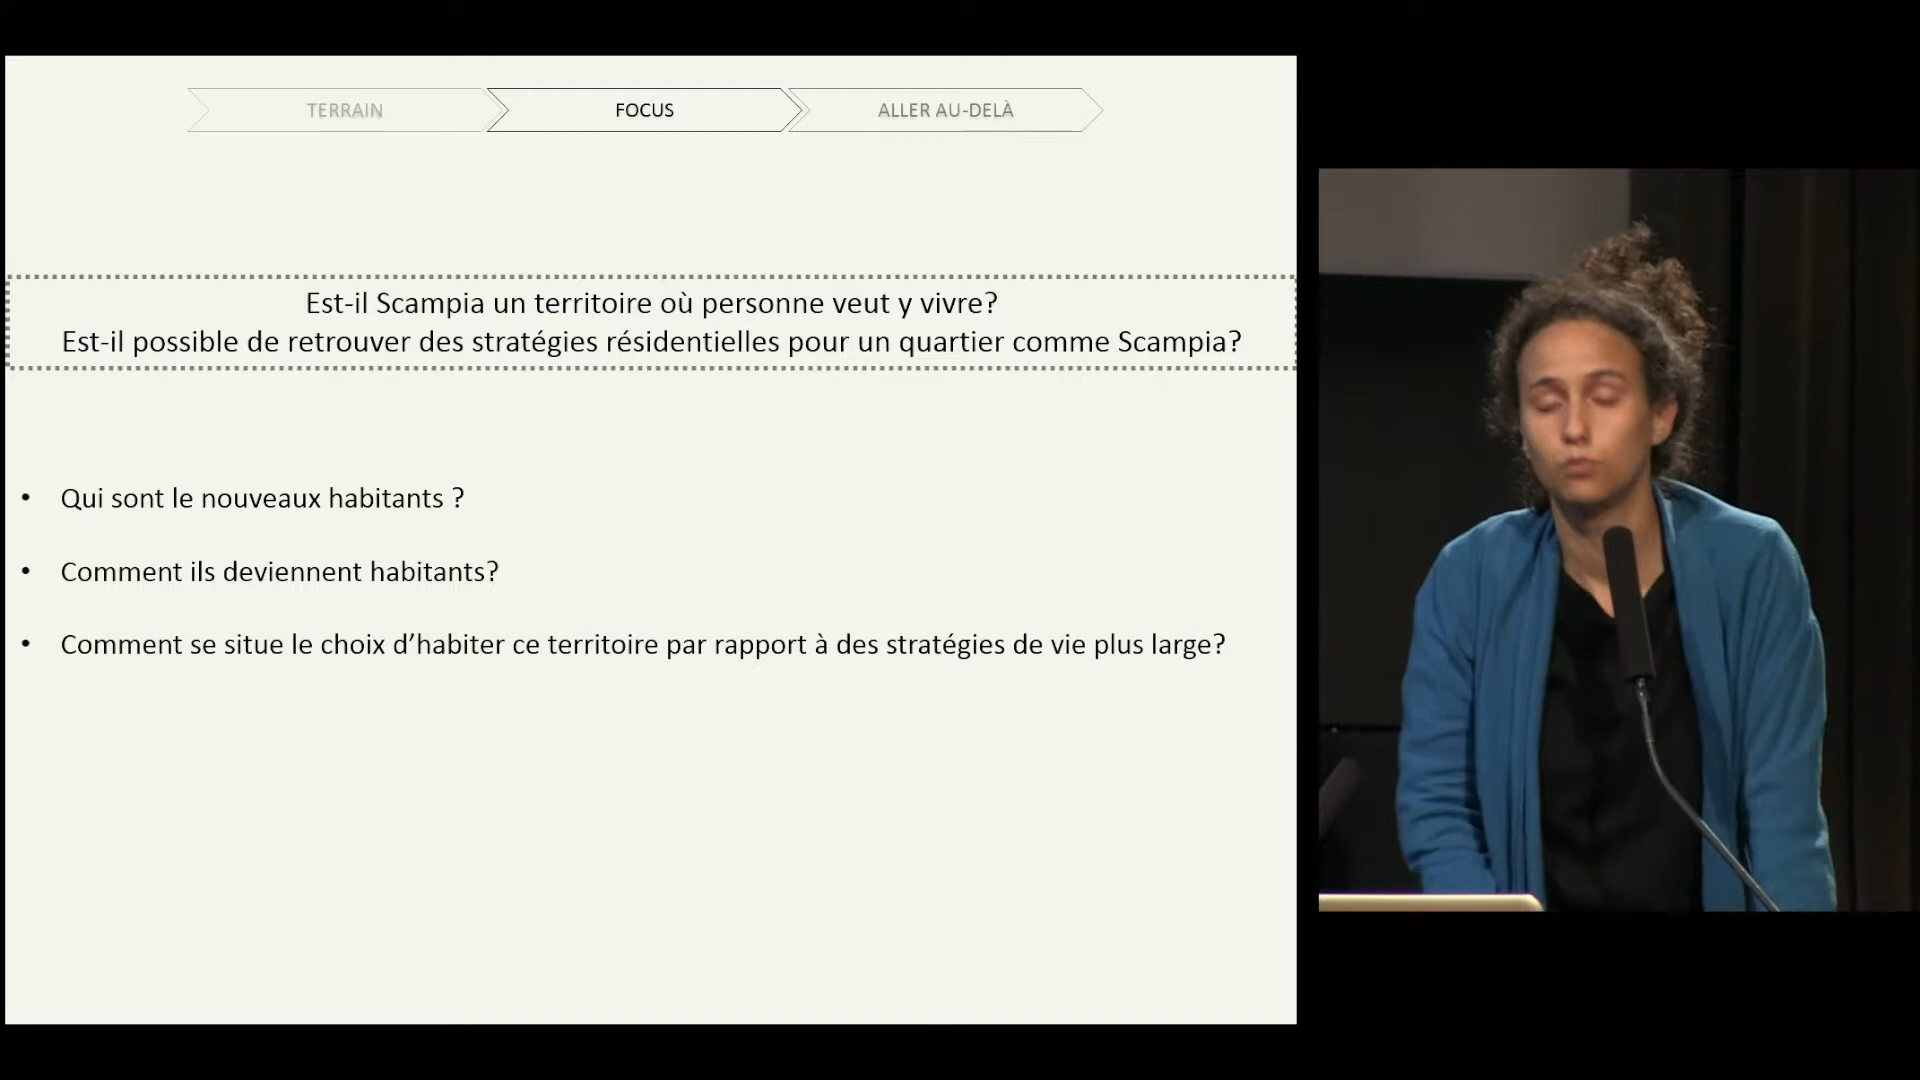 TERRAIN
FOCUS
ALLER AU-DELÀ
Est-il Scampia un territoire où personne veut y vivre?
Est-il possible de retrouver des stratégies résidentielles pour un quartier comme Scampia?
• Qui sont le nouveaux habitants ?
• Comment ils deviennent habitants?
• Comment se situe le choix d’habiter ce territoire par rapport à des stratégies de vie plus large?